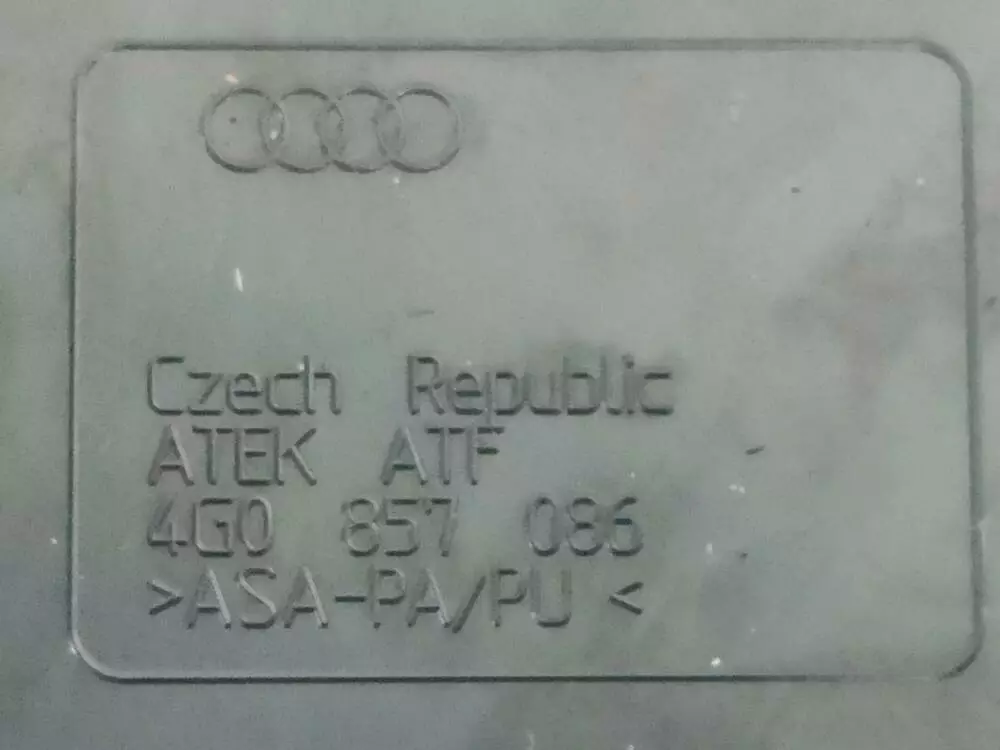 Czech Republic
ATEK ATF
4G0 857 086
>ASA-PA/PU <